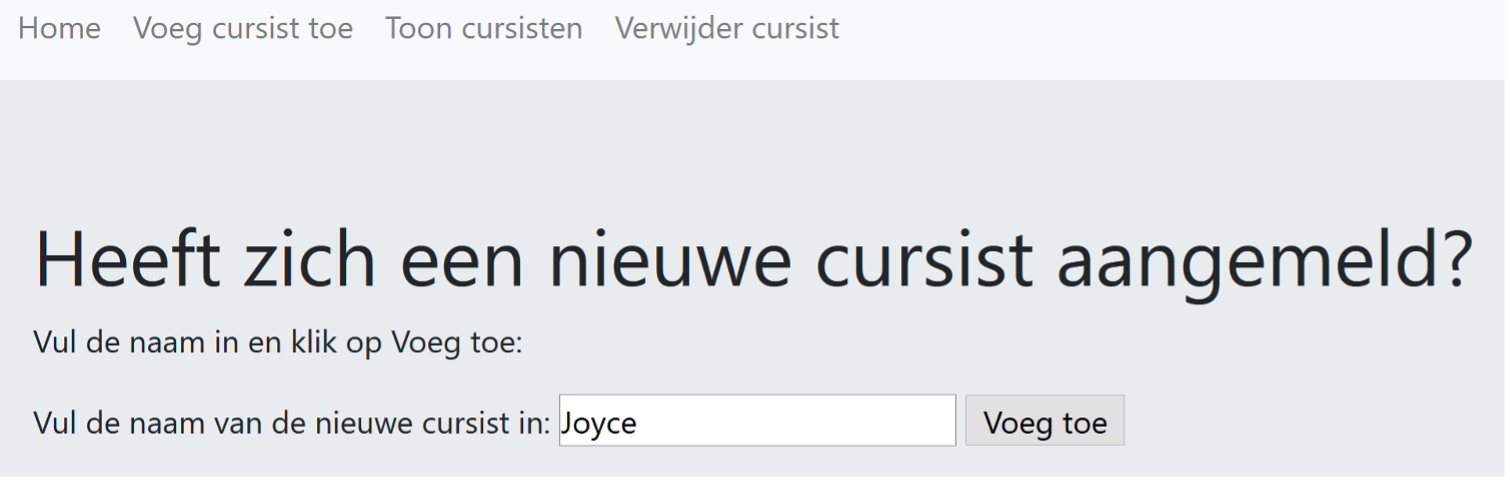 Home Voeg cursist toe Toon cursisten Verwijder cursist
Heeft zich een nieuwe cursist aangemeld?
Vul de naam in en klik op Voeg toe:
Vul de naam van de nieuwe cursist in: Joyce Voeg toe